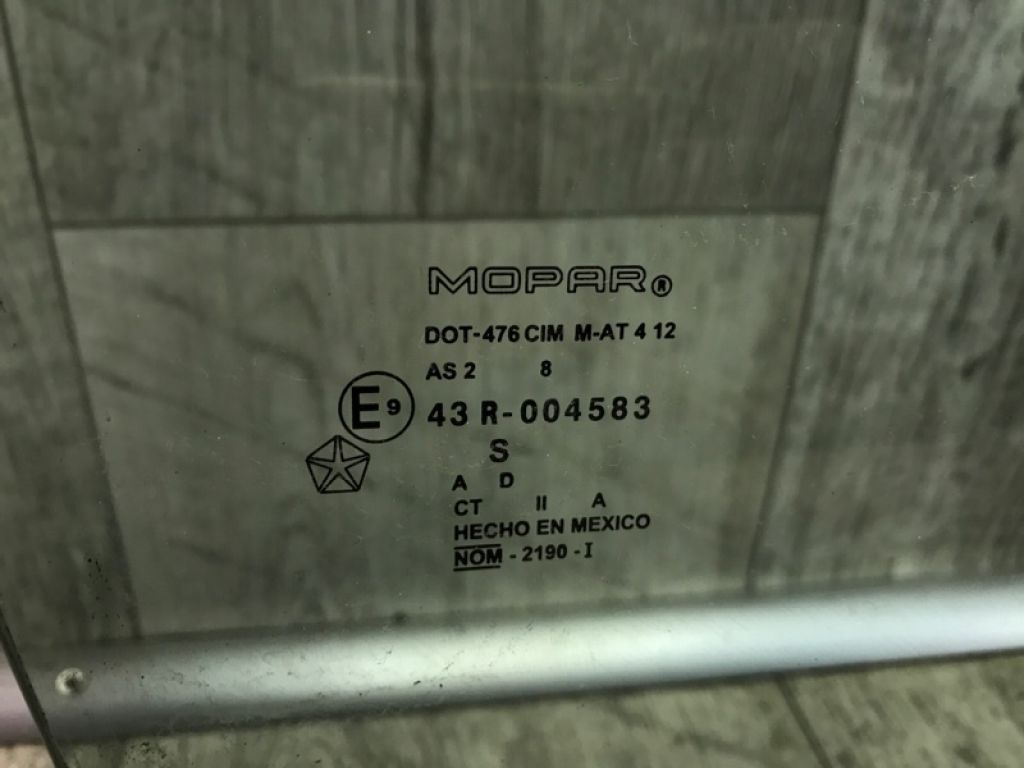 MOPAR®
DOT-476 CIM M-AT 4 12
AS 2 8
E9 43 R-004583
S
A D
CT II A
HECHO EN MEXICO
NOM - 2190 - I